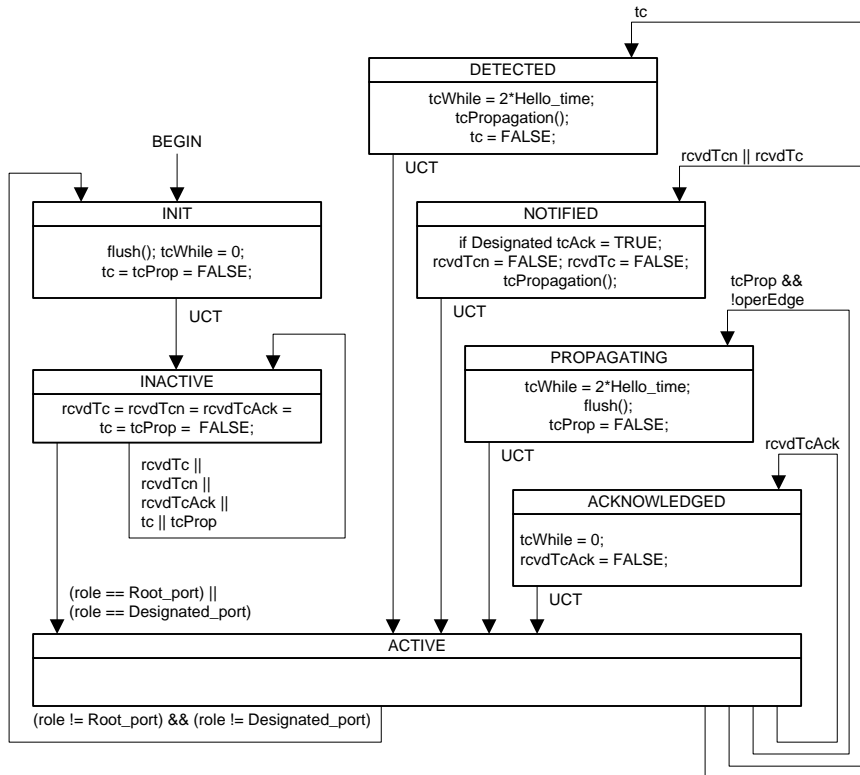 tc
DETECTED
tcWhile = 2*Hello_time;
tcPropagation();
tc = FALSE;
UCT
BEGIN
rcvdTcn || rcvdTc
INIT
flush(); tcWhile = 0;
tc = tcProp = FALSE;
UCT
NOTIFIED
if Designated tcAck = TRUE;
rcvdTcn = FALSE; rcvdTc = FALSE;
tcPropagation();
UCT
tcProp &&
!operEdge
INACTIVE
rcvdTc = rcvdTcn = rcvdTcAck =
tc = tcProp =  FALSE;
PROPAGATING
tcWhile = 2*Hello_time;
flush();
tcProp = FALSE;
UCT
rcvdTc ||
rcvdTcn ||
rcvdTcAck ||
tc || tcProp
rcvdTcAck
ACKNOWLEDGED
tcWhile = 0;
rcvdTcAck = FALSE;
UCT
(role == Root_port) ||
(role == Designated_port)
ACTIVE
(role != Root_port) && (role != Designated_port)